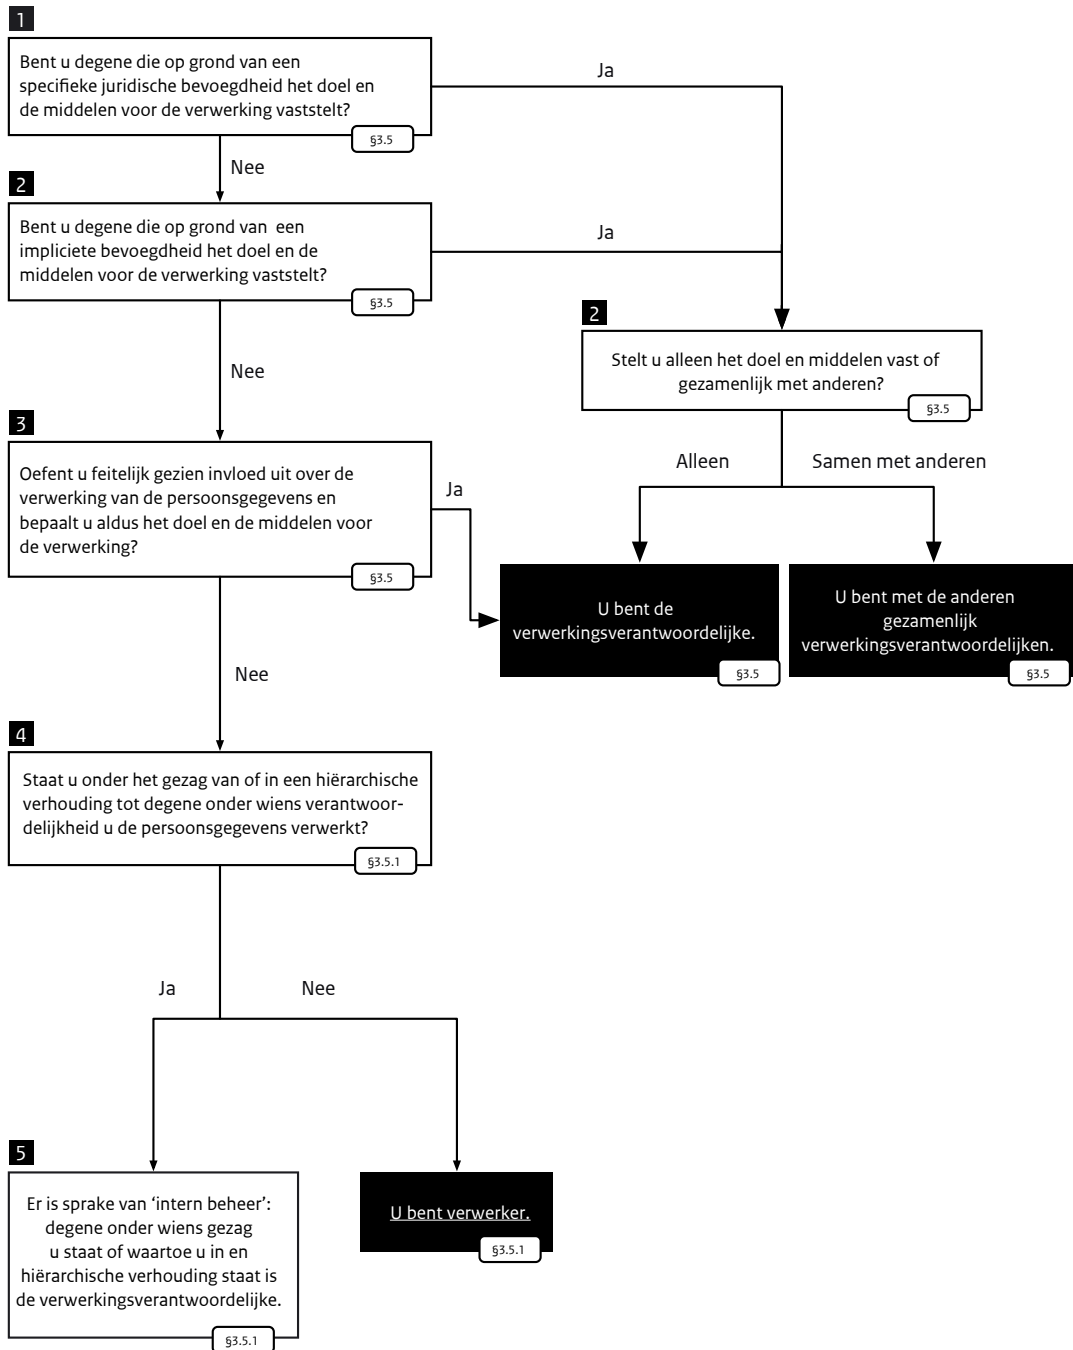 1
Bent u degene die op grond van een
specifieke juridische bevoegdheid het doel en
de middelen voor de verwerking vaststelt?
§3.5
Ja
Nee
2
Bent u degene die op grond van een
impliciete bevoegdheid het doel en de
middelen voor de verwerking vaststelt?
§3.5
Ja
Nee
2
Stelt u alleen het doel en middelen vast of
gezamenlijk met anderen?
§3.5
Alleen
Samen met anderen
3
Oefent u feitelijk gezien invloed uit over de
verwerking van de persoonsgegevens en
bepaalt u aldus het doel en de middelen voor
de verwerking?
§3.5
Ja
Nee
U bent de
verwerkingsverantwoordelijke.
§3.5
U bent met de anderen
gezamenlijk
verwerkingsverantwoordelijken.
§3.5
4
Staat u onder het gezag van of in een hiërarchische
verhouding tot degene onder wiens verantwoor-
delijkheid u de persoonsgegevens verwerkt?
§3.5.1
Ja
Nee
5
Er is sprake van ‘intern beheer’:
degene onder wiens gezag
u staat of waartoe u in en
hiërarchische verhouding staat is
de verwerkingsverantwoordelijke.
§3.5.1
U bent verwerker.
§3.5.1